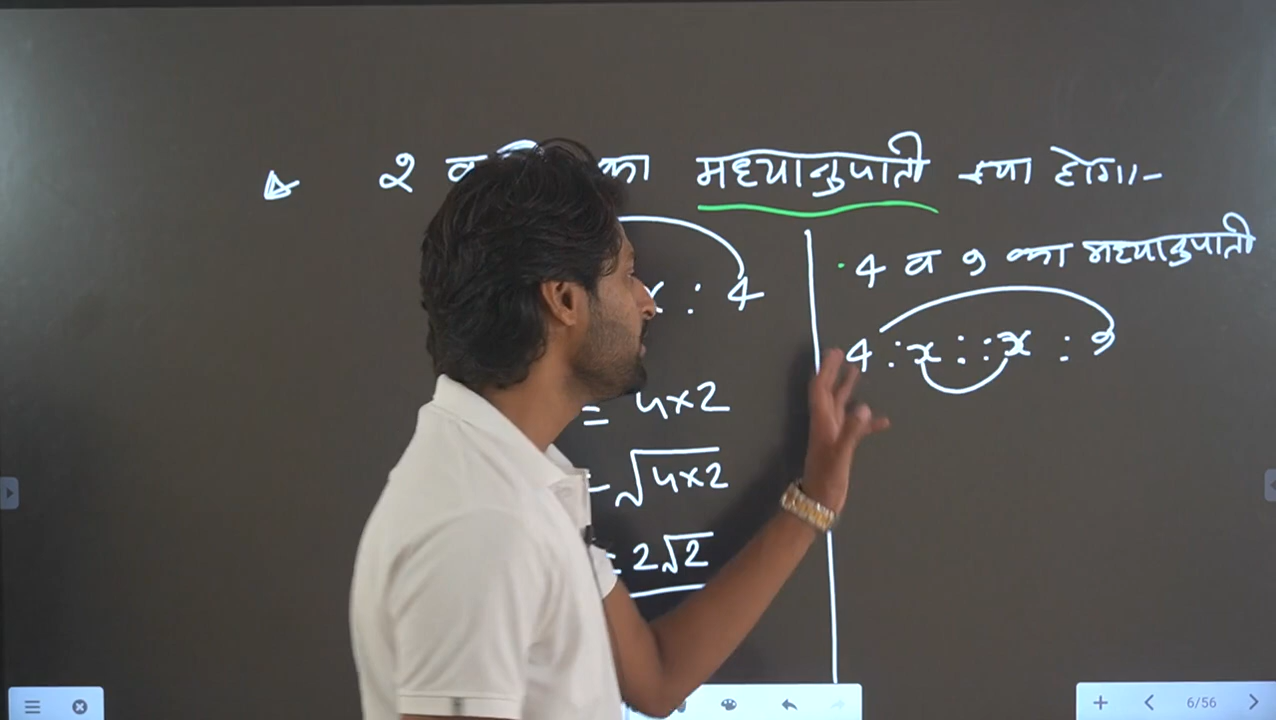 2 व का मध्यानुपाती क्या होगा-
x : 4
= 4×2
= √4×2
= 2√2
4 व 9 का मध्यानुपाती
4 : x :: x : 9
6/56